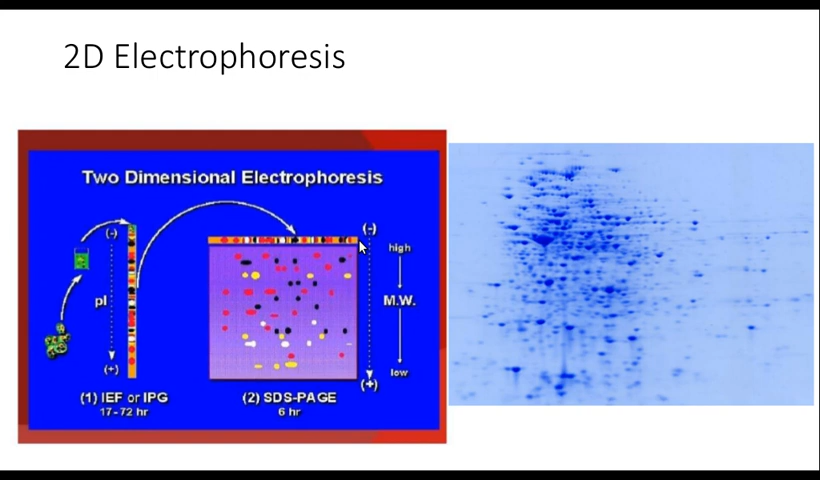 2D Electrophoresis
Two Dimensional Electrophoresis
(-)
pI
(+)
(1) IEF or IPG
17-72 hr
(-)
high
M.W.
low
(+)
(2) SDS-PAGE
6 hr